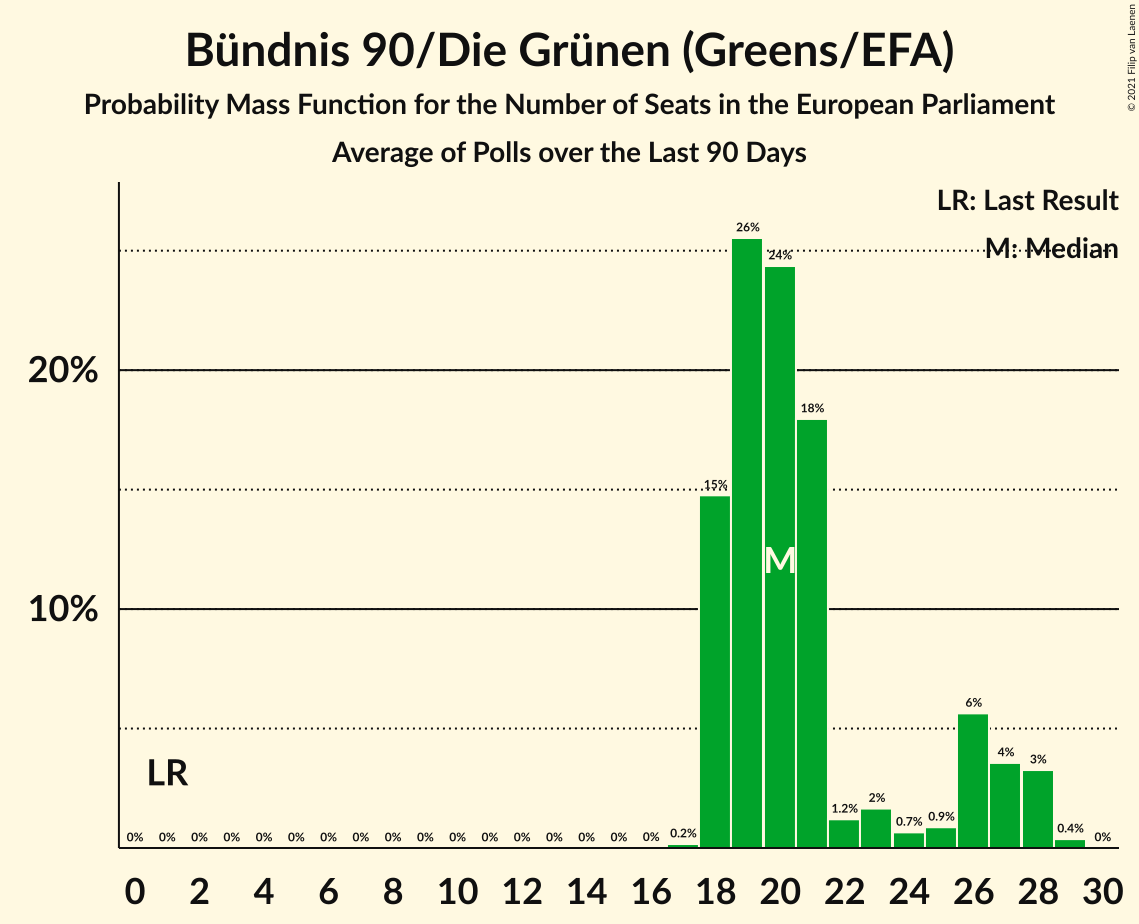 Bündnis 90/Die Grünen (Greens/EFA)
Probability Mass Function for the Number of Seats in the European Parliament
Average of Polls over the Last 90 Days
© 2021 Filip van Laenen
LR: Last Result
M: Median
26%
24%
20%
18%
15%
M
10%
6%
4%
3%
LR
2%
1.2%
0.7%
0.9%
0.4%
0% 0% 0% 0% 0% 0% 0% 0% 0% 0% 0% 0% 0% 0% 0% 0% 0% 0.2% 0%
0 2 4 6 8 10 12 14 16 18 20 22 24 26 28 30